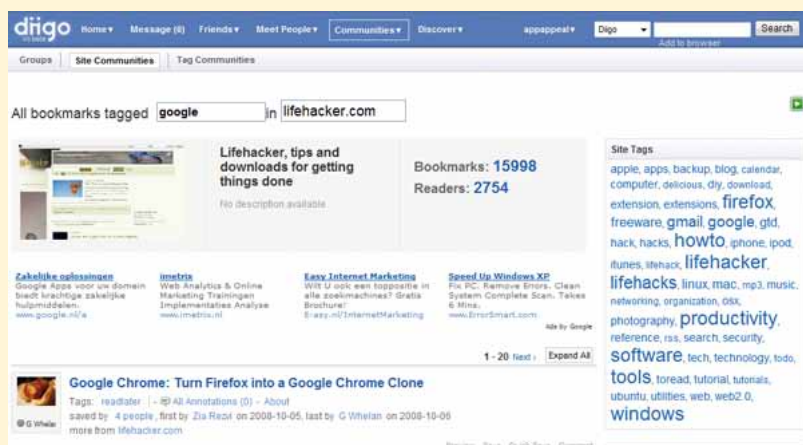 diigo Home▾ Message (6) Friends▾ Meet People▾ Communities▾ Discover▾ appappeal▾ Diigo Search
Add to browser
Groups Site Communities Tag Communities
All bookmarks tagged google in lifehacker.com
Lifehacker, tips and
downloads for getting
things done
No description available
Bookmarks: 15998
Readers: 2754
Zakelijke oplossingen
Google Apps voor uw domein
biedt krachtige zakelijke
hulpmiddelen.
www.google.nl/a
imetrix
Web Analytics & Online
Marketing Trainingen
Implementaties Analyse
www.imetrix.nl
Easy Internet Marketing
Wilt U ook een toppositie in
alle zoekmachines? Gratis
Brochure!
E-asy.nl/InternetMarketing
Speed Up Windows XP
Fix PC. Remove Errors. Clean
System Complete Scan. Takes
6 Mins.
www.ErrorSmart.com
Ads by Google
1 - 20 Next › Expand All
Google Chrome: Turn Firefox into a Google Chrome Clone
Tags: readlater - All Annotations (0) - About
saved by 4 people, first by Zia on 2008-10-05, last by G Whelan on 2008-10-06
more from lifehacker.com
G Whelan
Site Tags
apple, apps, backup, blog, calendar,
computer, delicious, diy, download,
extension, extensions, firefox,
freeware, gmail, google, gtd,
hack, hacks, howto, iphone, ipod,
itunes, lifehack, lifehacker,
lifehacks, linux, mac, mp3, music,
networking, organization, osx,
photography, productivity,
reference, rss, search, security,
software, tech, technology, todo,
tools, toread, tutorial, tutorials,
ubuntu, utilities, web, web2.0,
windows